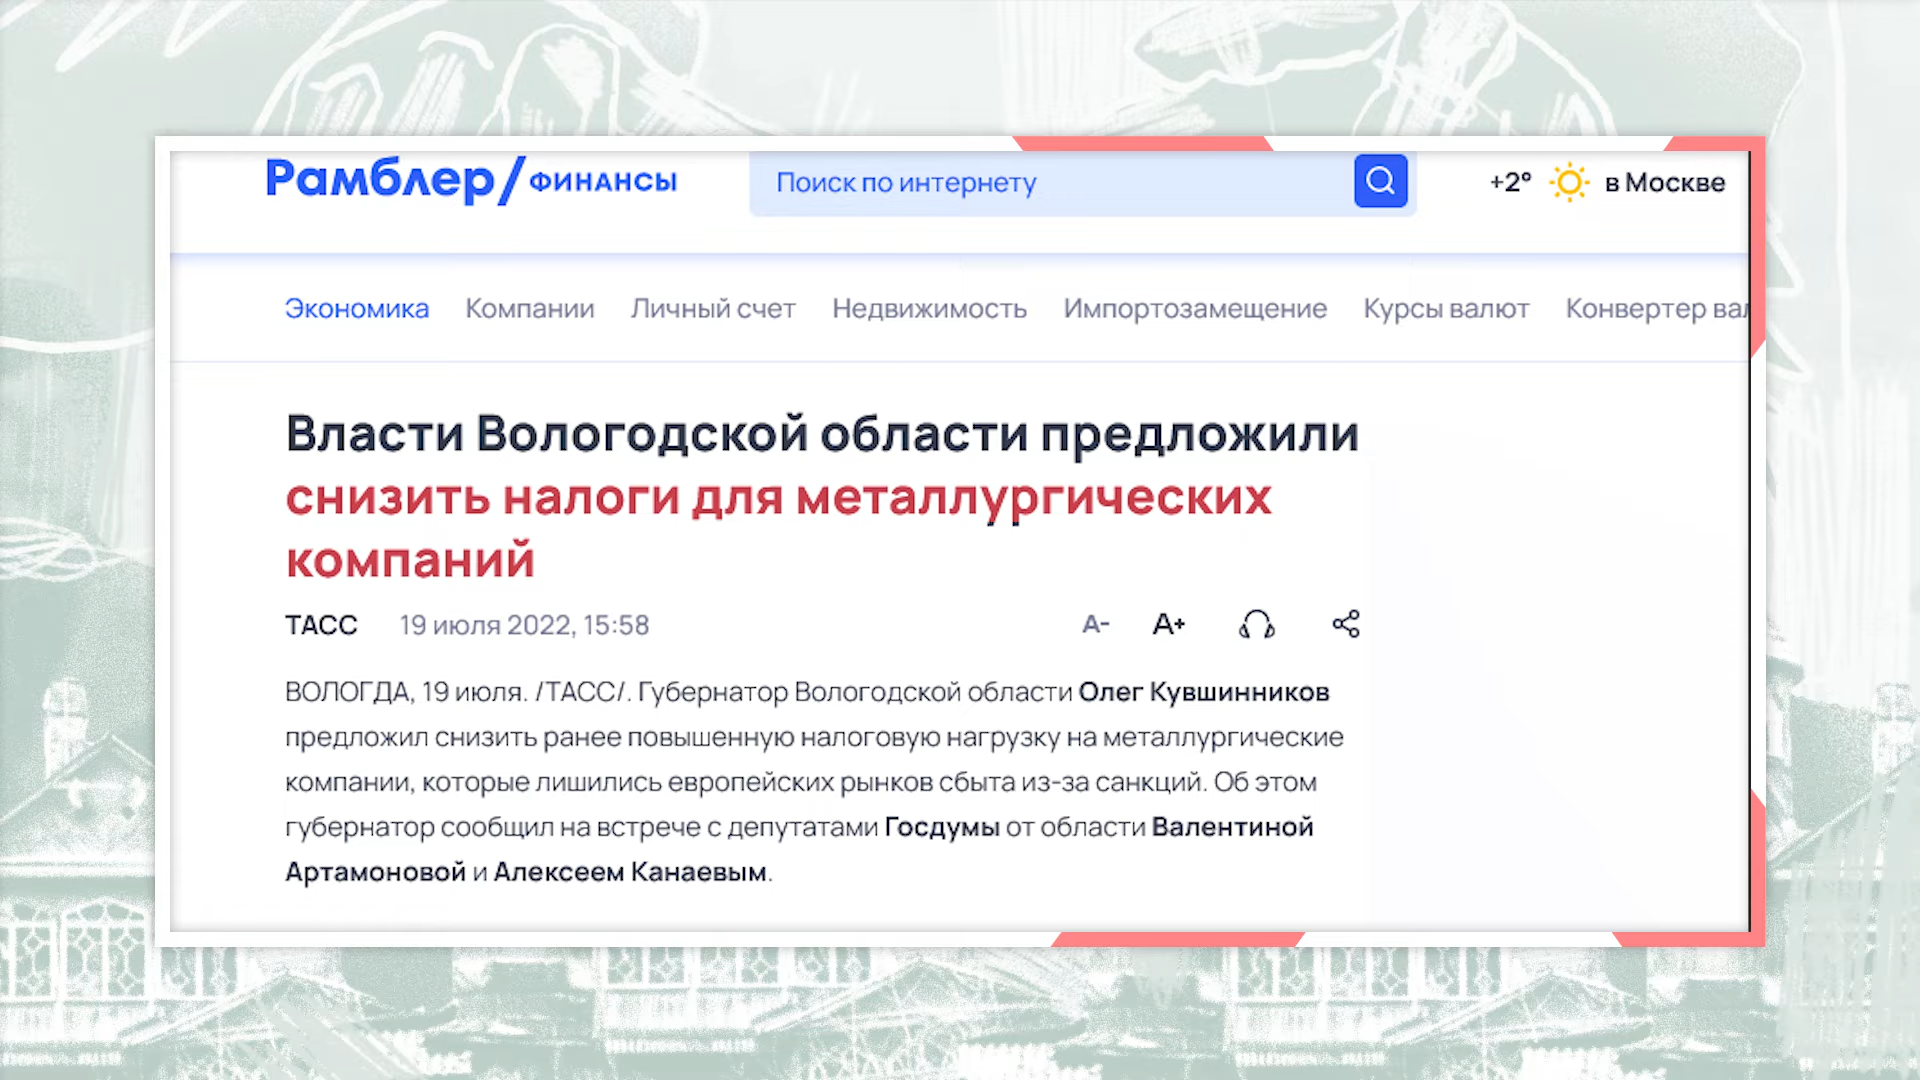 Рамблер/ФИНАНСЫ
Поиск по интернету
+2° в Москве
Экономика Компании Личный счет Недвижимость Импортозамещение Курсы валют Конвертер
Власти Вологодской области предложили
снизить налоги для металлургических
компаний
ТАСС 19 июля 2022, 15:58
A- A+
ВОЛОГДА, 19 июля. /ТАСС/. Губернатор Вологодской области Олег Кувшинников
предложил снизить ранее повышенную налоговую нагрузку на металлургические
компании, которые лишились европейских рынков сбыта из-за санкций. Об этом
губернатор сообщил на встрече с депутатами Госдумы от области Валентиной
Артамоновой и Алексеем Канаевым.